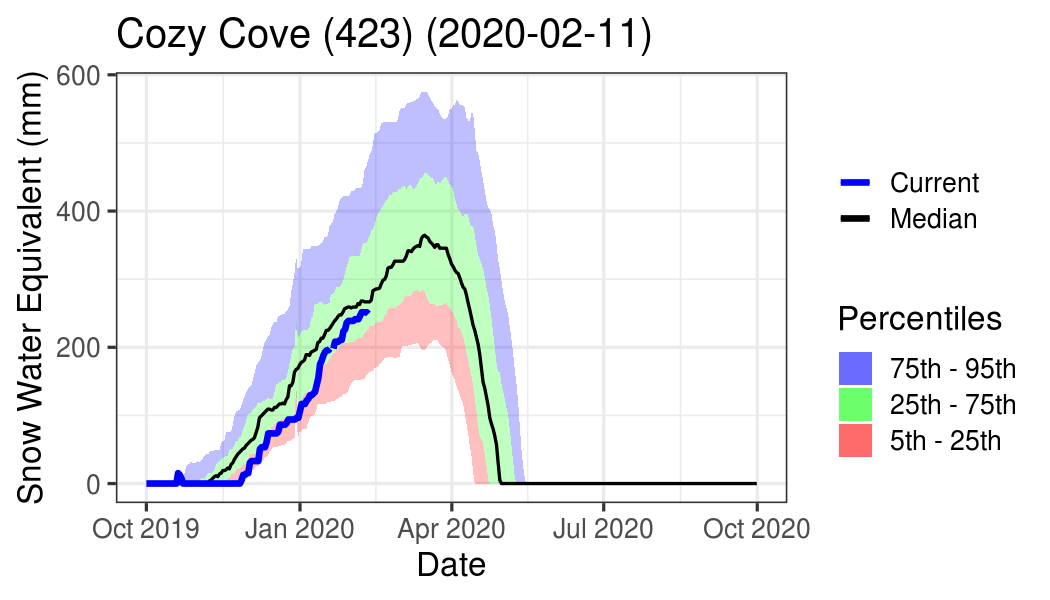 Cozy Cove (423) (2020-02-11)
Snow Water Equivalent (mm)
600
400
200
0
Oct 2019
Jan 2020
Apr 2020
Jul 2020
Oct 2020
Date
Current
Median
Percentiles
75th - 95th
25th - 75th
5th - 25th